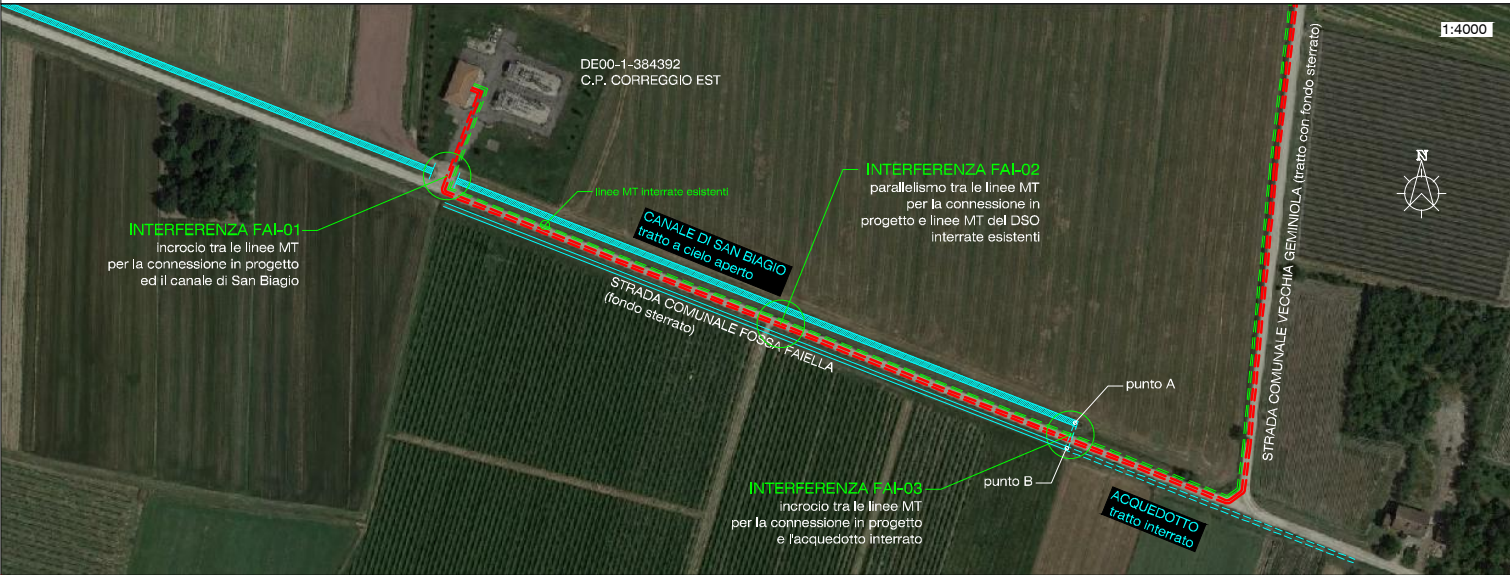 1:4000
DE00-1-384392
C.P. CORREGGIO EST
STRADA COMUNALE VECCHIA GEMINIOLA (tratto con fondo sterrato)
N
INTERFERENZA FAI-02
parallelismo tra le linee MT
per la connessione in
progetto e linee MT del DSO
interrate esistenti
linee MT interrate esistenti
INTERFERENZA FAI-01
incrocio tra le linee MT
per la connessione in progetto
ed il canale di San Biagio
CANALE DI SAN BIAGIO
tratto a cielo aperto
STRADA COMUNALE FOSSA FAIELLA
(fondo sterrato)
punto A
punto B
INTERFERENZA FAI-03
incrocio tra le linee MT
per la connessione in progetto
e l'acquedotto interrato
ACQUEDOTTO
tratto interrato